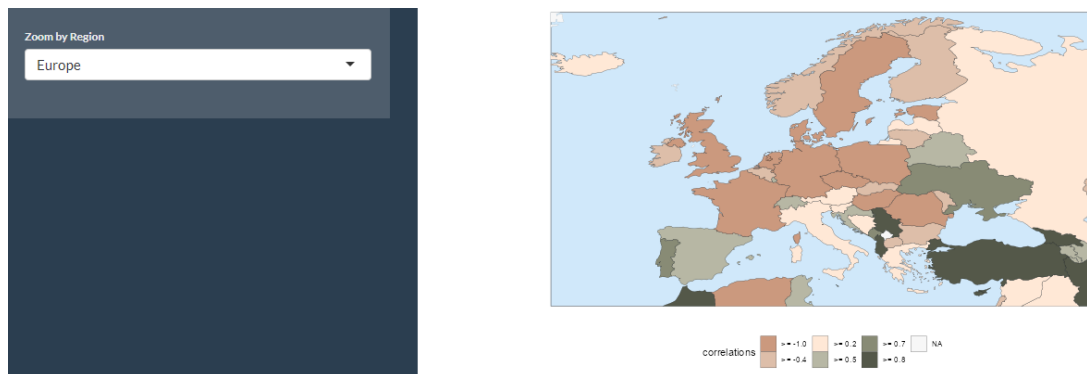 Zoom by Region
Europe
correlations
>= -1.0
>= 0.2
>= 0.7
NA
>= -0.4
>= 0.5
>= 0.8